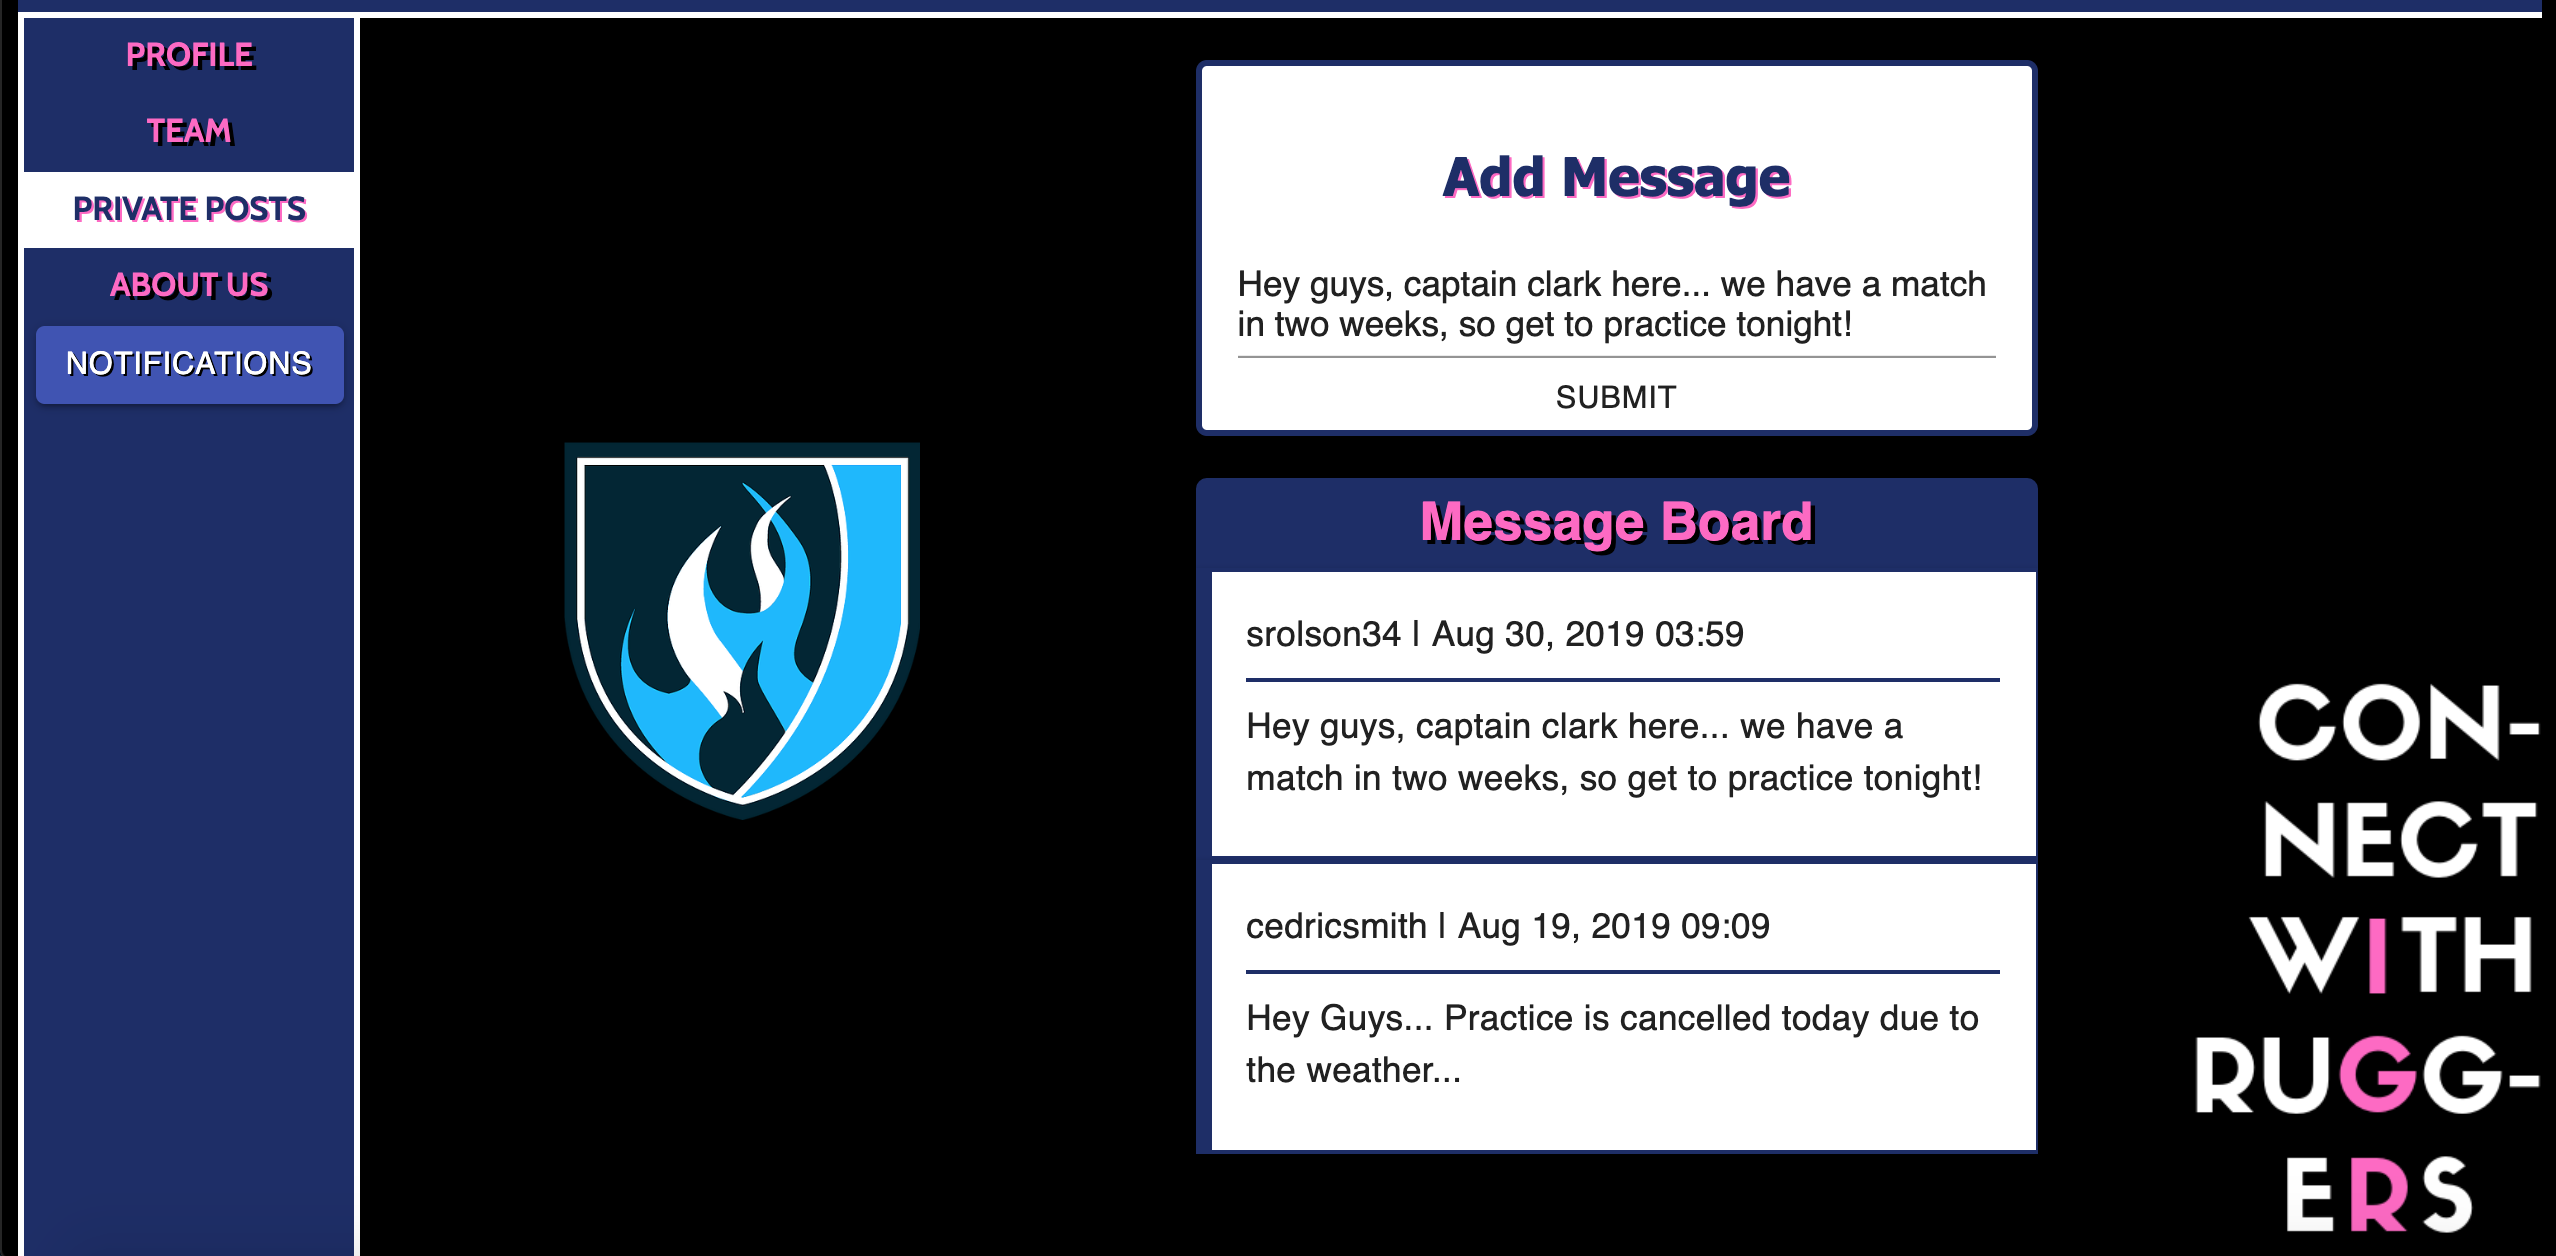 PROFILE
TEAM
PRIVATE POSTS
ABOUT US
NOTIFICATIONS
Add Message
Hey guys, captain clark here... we have a match
in two weeks, so get to practice tonight!
SUBMIT
Message Board
srolson34 | Aug 30, 2019 03:59
Hey guys, captain clark here... we have a
match in two weeks, so get to practice tonight!
cedricsmith | Aug 19, 2019 09:09
Hey Guys... Practice is cancelled today due to
the weather...
CON-
NECT
WITH
RUGG-
ERS